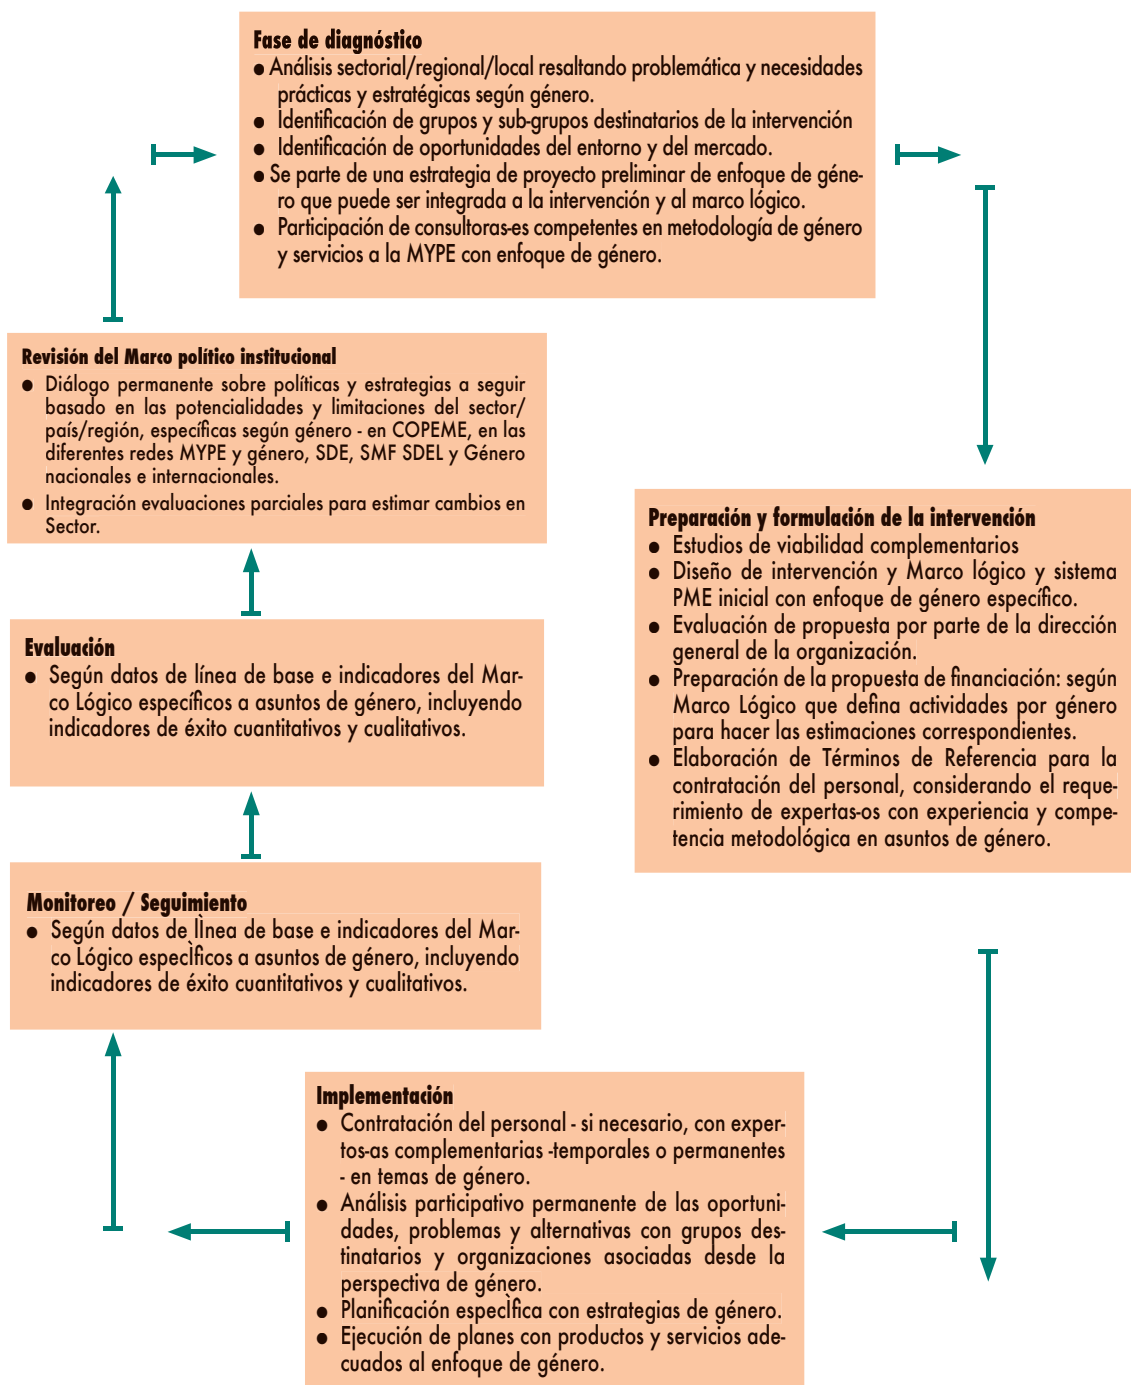 Fase de diagnóstico
● Análisis sectorial/regional/local resaltando problemática y necesidades
prácticas y estratégicas según género.
● Identificación de grupos y sub-grupos destinatarios de la intervención
● Identificación de oportunidades del entorno y del mercado.
● Se parte de una estrategia de proyecto preliminar de enfoque de géne-
ro que puede ser integrada a la intervención y al marco lógico.
● Participación de consultoras-es competentes en metodología de género
y servicios a la MYPE con enfoque de género.
Revisión del Marco político institucional
● Diálogo permanente sobre políticas y estrategias a seguir
basado en las potencialidades y limitaciones del sector/
país/región, específicas según género - en COPEME, en las
diferentes redes MYPE y género, SDE, SMF SDEL y Género
nacionales e internacionales.
● Integración evaluaciones parciales para estimar cambios en
Sector.
Preparación y formulación de la intervención
● Estudios de viabilidad complementarios
● Diseño de intervención y Marco lógico y sistema
PME inicial con enfoque de género específico.
● Evaluación de propuesta por parte de la dirección
general de la organización.
● Preparación de la propuesta de financiación: según
Marco Lógico que defina actividades por género
para hacer las estimaciones correspondientes.
● Elaboración de Términos de Referencia para la
contratación del personal, considerando el reque-
rimiento de expertas-os con experiencia y compe-
tencia metodológica en asuntos de género.
Evaluación
● Según datos de línea de base e indicadores del Mar-
co Lógico específicos a asuntos de género, incluyendo
indicadores de éxito cuantitativos y cualitativos.
Monitoreo / Seguimiento
● Según datos de lÌnea de base e indicadores del Mar-
co Lógico especÌficos a asuntos de género, incluyendo
indicadores de éxito cuantitativos y cualitativos.
Implementación
● Contratación del personal - si necesario, con exper-
tos-as complementarias -temporales o permanentes
- en temas de género.
● Análisis participativo permanente de las oportuni-
dades, problemas y alternativas con grupos des-
tinatarios y organizaciones asociadas desde la
perspectiva de género.
● Planificación especÌfica con estrategias de género.
● Ejecución de planes con productos y servicios ade-
cuados al enfoque de género.